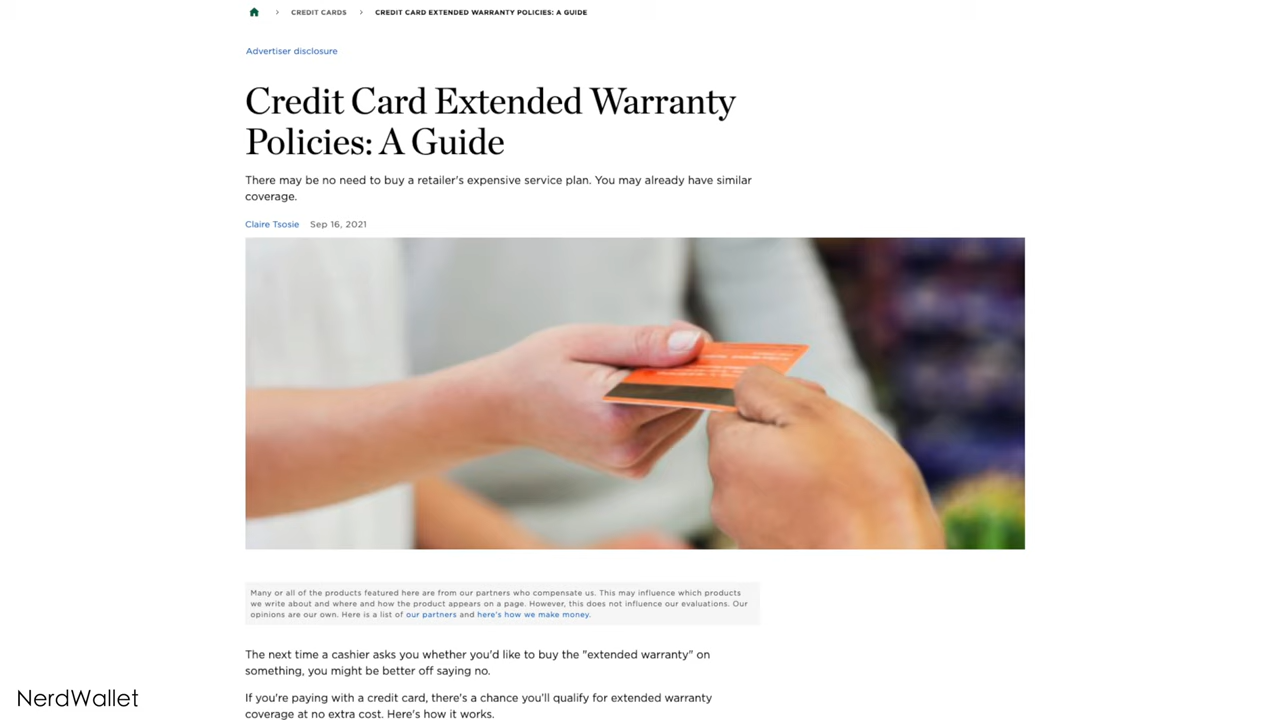 CREDIT CARDS CREDIT CARD EXTENDED WARRANTY POLICIES: A GUIDE
Advertiser disclosure
Credit Card Extended Warranty
Policies: A Guide
There may be no need to buy a retailer's expensive service plan. You may already have similar
coverage.
Claire Tsosie Sep 16, 2021
Many or all of the products featured here are from our partners who compensate us. This may influence which products
we write about and where and how the product appears on a page. However, this does not influence our evaluations. Our
opinions are our own. Here is a list of our partners and here's how we make money.
The next time a cashier asks you whether you'd like to buy the "extended warranty" on
something, you might be better off saying no.
If you're paying with a credit card, there's a chance you'll qualify for extended warranty
coverage at no extra cost. Here's how it works.
NerdWallet